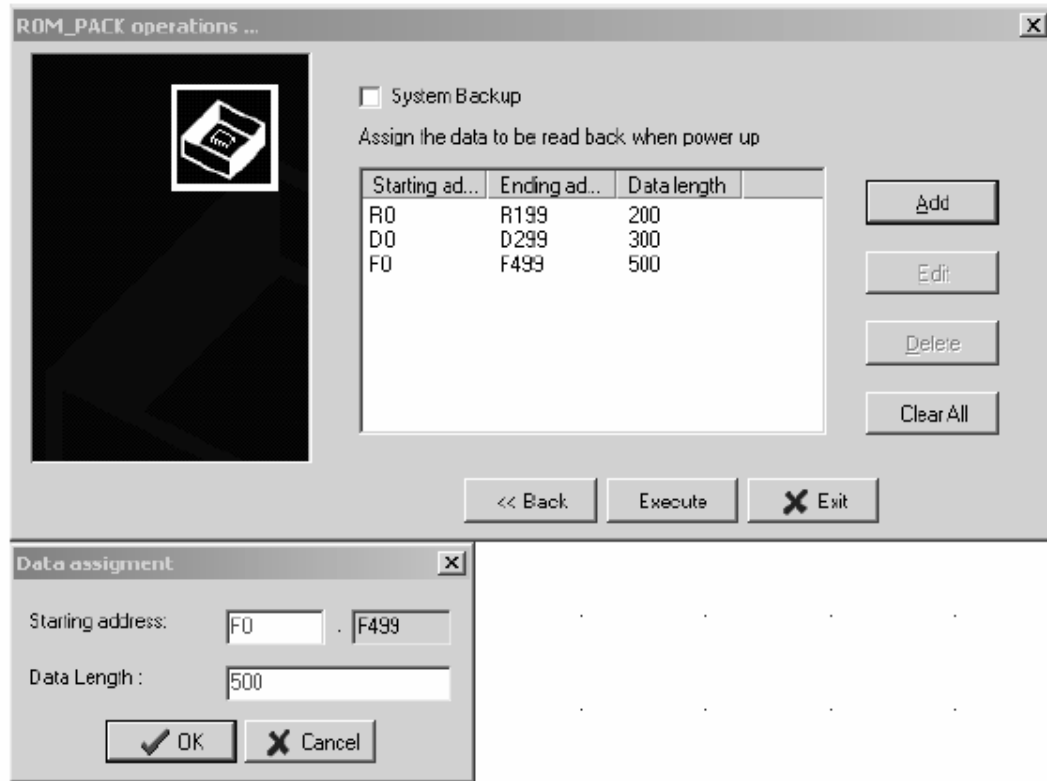 ROM_PACK operations ...
System Backup
Assign the data to be read back when power up
Starting ad... Ending ad... Data length
R0 R199 200
D0 D299 300
F0 F499 500
Add
Edit
Delete
Clear All
<< Back Execute Exit
Data assigment
Starting address: F0 . F499
Data Length : 500
OK Cancel